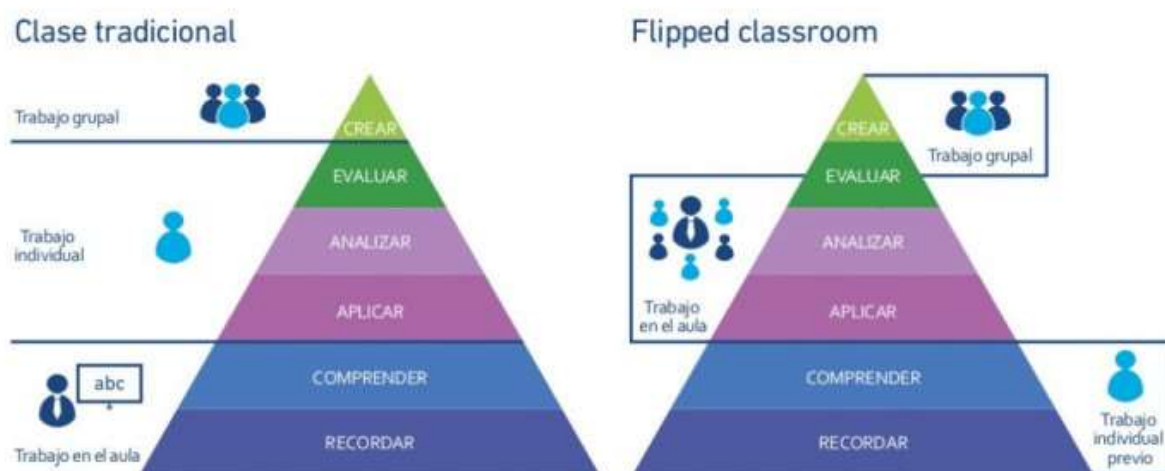 Clase tradicional
Trabajo grupal
Trabajo
individual
abc
Trabajo en el aula
CREAR
EVALUAR
ANALIZAR
APLICAR
COMPRENDER
RECORDAR
Flipped classroom
Trabajo grupal
Trabajo
en el aula
CREAR
EVALUAR
ANALIZAR
APLICAR
COMPRENDER
RECORDAR
Trabajo
individual
previo